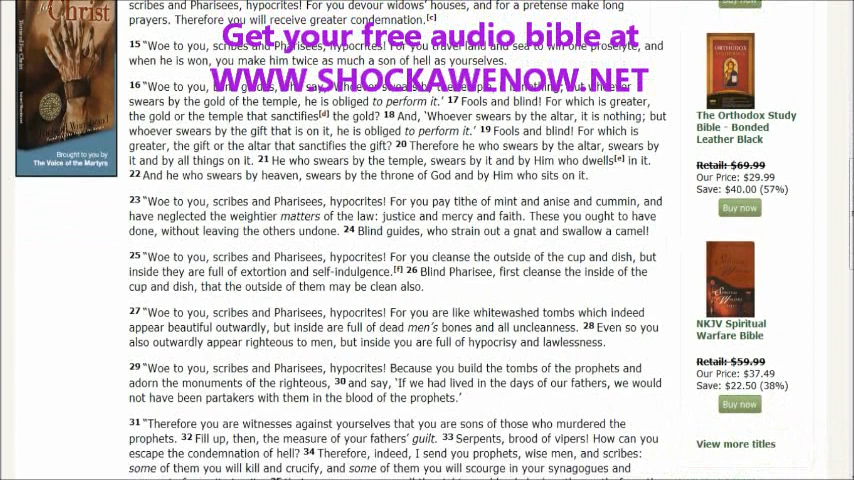 for
Christ
Brought to you by
The Voice of the Martyrs
scribes and Pharisees, hypocrites! For you devour widows' houses, and for a pretense make long
prayers. Therefore you will receive greater condemnation.[c]
Get your free audio bible at
WWW.SHOCKAWENOW.NET
15 "Woe to you, scribes and Pharisees, hypocrites! For you travel land and sea to win one proselyte, and
when he is won, you make him twice as much a son of hell as yourselves.
16 "Woe to you, blind guides, who say, 'Whoever swears by the temple, it is nothing; but whoever
swears by the gold of the temple, he is obliged to perform it.' 17 Fools and blind! For which is greater,
the gold or the temple that sanctifies[d] the gold? 18 And, 'Whoever swears by the altar, it is nothing; but
whoever swears by the gift that is on it, he is obliged to perform it.' 19 Fools and blind! For which is
greater, the gift or the altar that sanctifies the gift? 20 Therefore he who swears by the altar, swears by
it and by all things on it. 21 He who swears by the temple, swears by it and by Him who dwells[e] in it.
22 And he who swears by heaven, swears by the throne of God and by Him who sits on it.
23 "Woe to you, scribes and Pharisees, hypocrites! For you pay tithe of mint and anise and cummin, and
have neglected the weightier matters of the law: justice and mercy and faith. These you ought to have
done, without leaving the others undone. 24 Blind guides, who strain out a gnat and swallow a camel!
25 "Woe to you, scribes and Pharisees, hypocrites! For you cleanse the outside of the cup and dish, but
inside they are full of extortion and self-indulgence.[f] 26 Blind Pharisee, first cleanse the inside of the
cup and dish, that the outside of them may be clean also.
27 "Woe to you, scribes and Pharisees, hypocrites! For you are like whitewashed tombs which indeed
appear beautiful outwardly, but inside are full of dead men's bones and all uncleanness. 28 Even so you
also outwardly appear righteous to men, but inside you are full of hypocrisy and lawlessness.
29 "Woe to you, scribes and Pharisees, hypocrites! Because you build the tombs of the prophets and
adorn the monuments of the righteous, 30 and say, 'If we had lived in the days of our fathers, we would
not have been partakers with them in the blood of the prophets.'
31 "Therefore you are witnesses against yourselves that you are sons of those who murdered the
prophets. 32 Fill up, then, the measure of your fathers' guilt. 33 Serpents, brood of vipers! How can you
escape the condemnation of hell? 34 Therefore, indeed, I send you prophets, wise men, and scribes:
some of them you will kill and crucify, and some of them you will scourge in your synagogues and
Buy now
ORTHODOX
The Orthodox Study
Bible - Bonded
Leather Black
Retail: $69.99
Our Price: $29.99
Save: $40.00 (57%)
Buy now
NKJV Spiritual
Warfare Bible
Retail: $59.99
Our Price: $37.49
Save: $22.50 (38%)
Buy now
View more titles